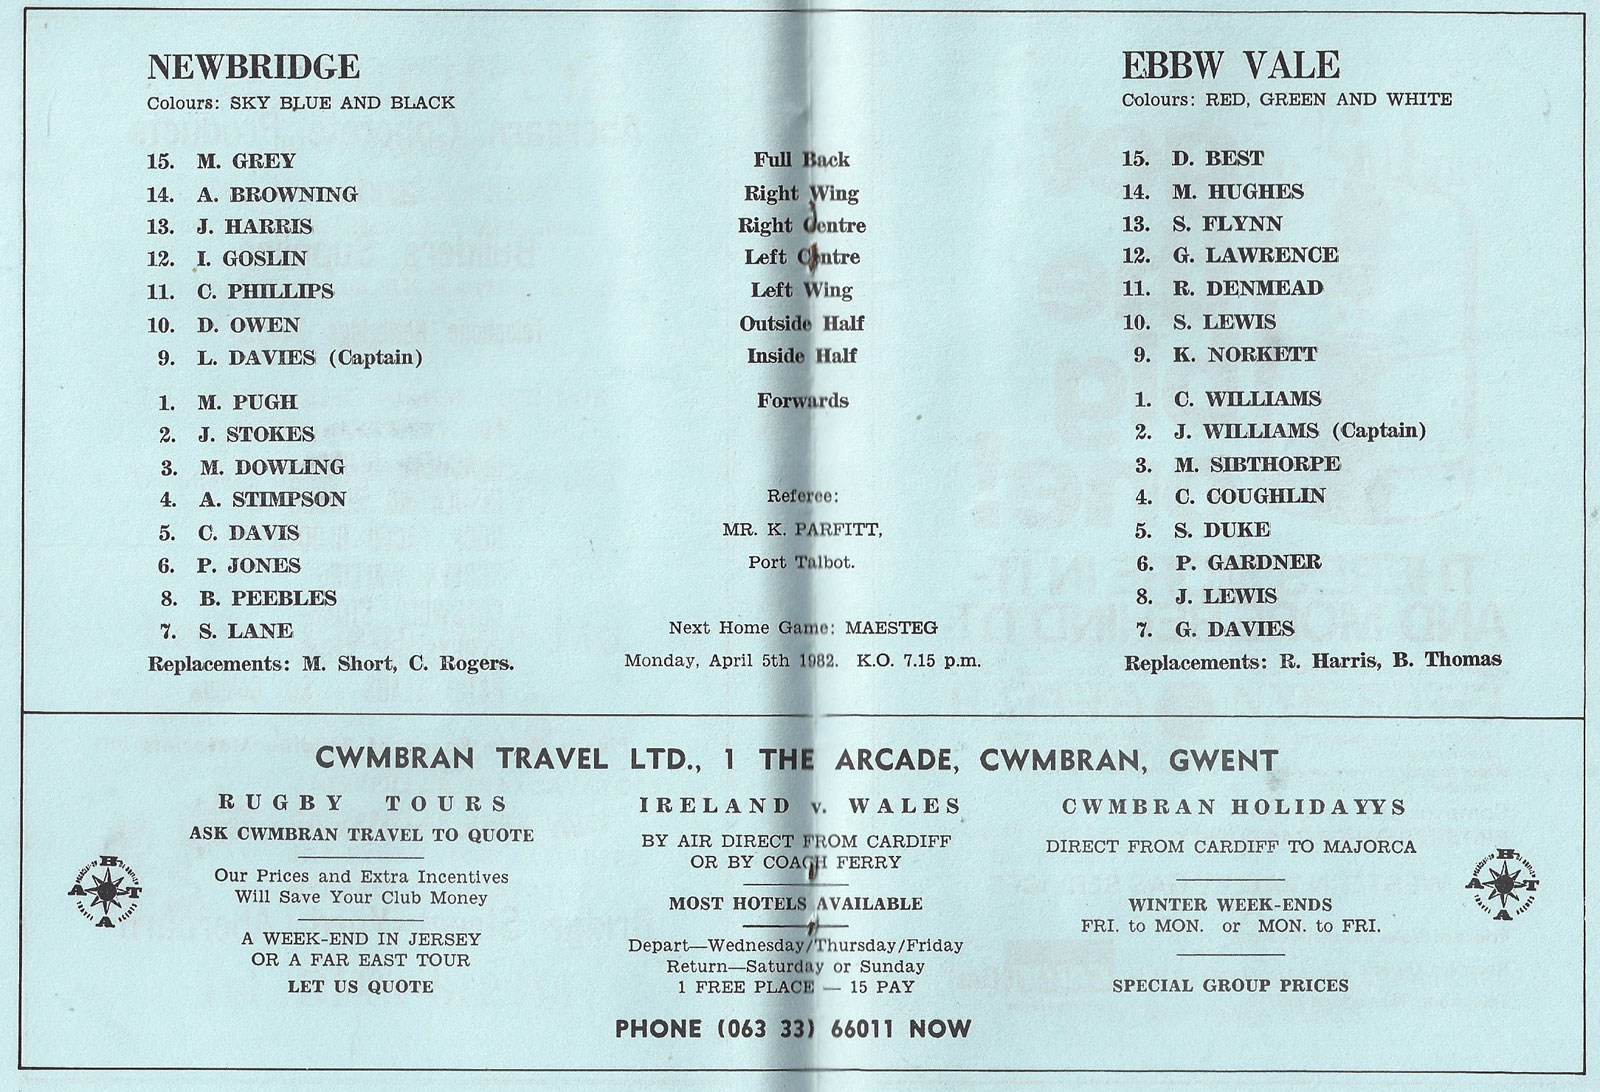 NEWBRIDGE
Colours: SKY BLUE AND BLACK
15. M. GREY
14. A. BROWNING
13. J. HARRIS
12. I. GOSLIN
11. C. PHILLIPS
10. D. OWEN
9. L. DAVIES (Captain)
1. M. PUGH
2. J. STOKES
3. M. DOWLING
4. A. STIMPSON
5. C. DAVIS
6. P. JONES
8. B. PEEBLES
7. S. LANE
Replacements: M. Short, C. Rogers.
Full Back
Right Wing
Right Centre
Left Centre
Left Wing
Outside Half
Inside Half
Forwards
Referee:
MR. K. PARFITT,
Port Talbot.
Next Home Game: MAESTEG
Monday, April 5th 1982. K.O. 7.15 p.m.
EBBW VALE
Colours: RED, GREEN AND WHITE
15. D. BEST
14. M. HUGHES
13. S. FLYNN
12. G. LAWRENCE
11. R. DENMEAD
10. S. LEWIS
9. K. NORKETT
1. C. WILLIAMS
2. J. WILLIAMS (Captain)
3. M. SIBTHORPE
4. C. COUGHLIN
5. S. DUKE
6. P. GARDNER
8. J. LEWIS
7. G. DAVIES
Replacements: R. Harris, B. Thomas
CWMBRAN TRAVEL LTD., 1 THE ARCADE, CWMBRAN, GWENT
RUGBY TOURS
ASK CWMBRAN TRAVEL TO QUOTE
Our Prices and Extra Incentives
Will Save Your Club Money
A WEEK-END IN JERSEY
OR A FAR EAST TOUR
LET US QUOTE
IRELAND v. WALES
BY AIR DIRECT FROM CARDIFF
OR BY COACH FERRY
MOST HOTELS AVAILABLE
Depart—Wednesday/Thursday/Friday
Return—Saturday or Sunday
1 FREE PLACE — 15 PAY
CWMBRAN HOLIDAYYS
DIRECT FROM CARDIFF TO MAJORCA
WINTER WEEK-ENDS
FRI. to MON. or MON. to FRI.
SPECIAL GROUP PRICES
PHONE (063 33) 66011 NOW